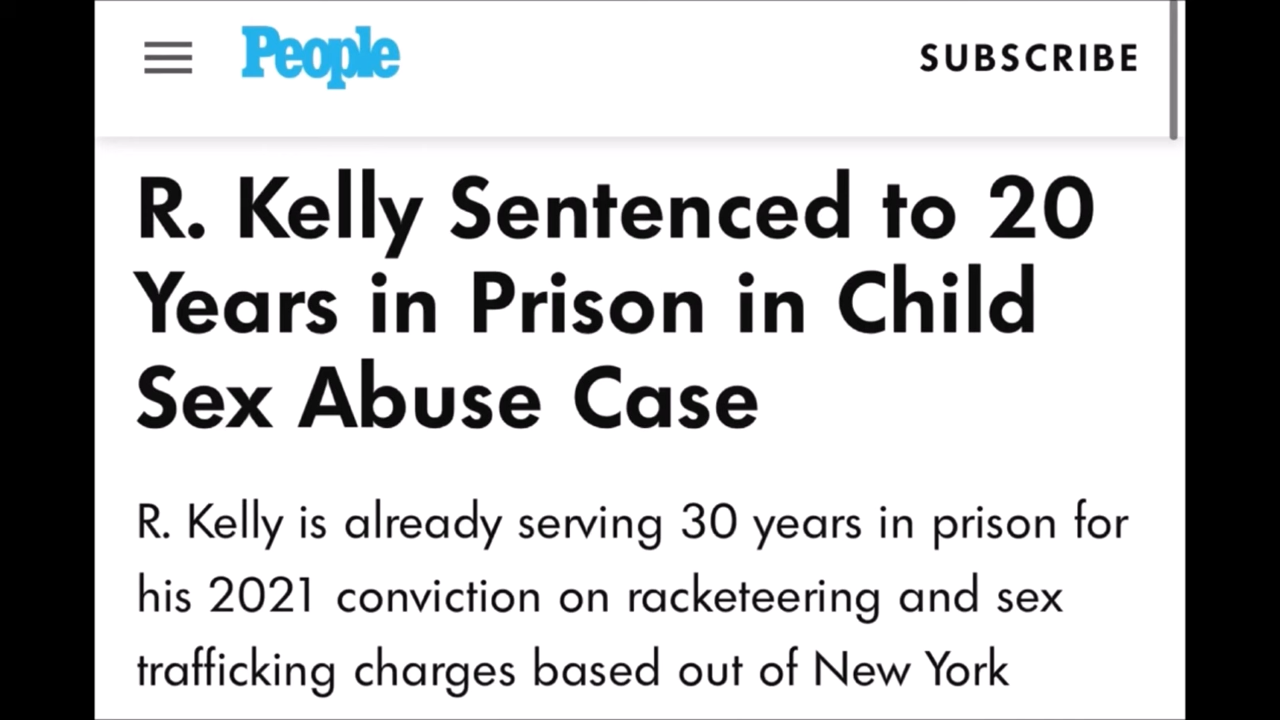 People
SUBSCRIBE
R. Kelly Sentenced to 20
Years in Prison in Child
Sex Abuse Case
R. Kelly is already serving 30 years in prison for
his 2021 conviction on racketeering and sex
trafficking charges based out of New York